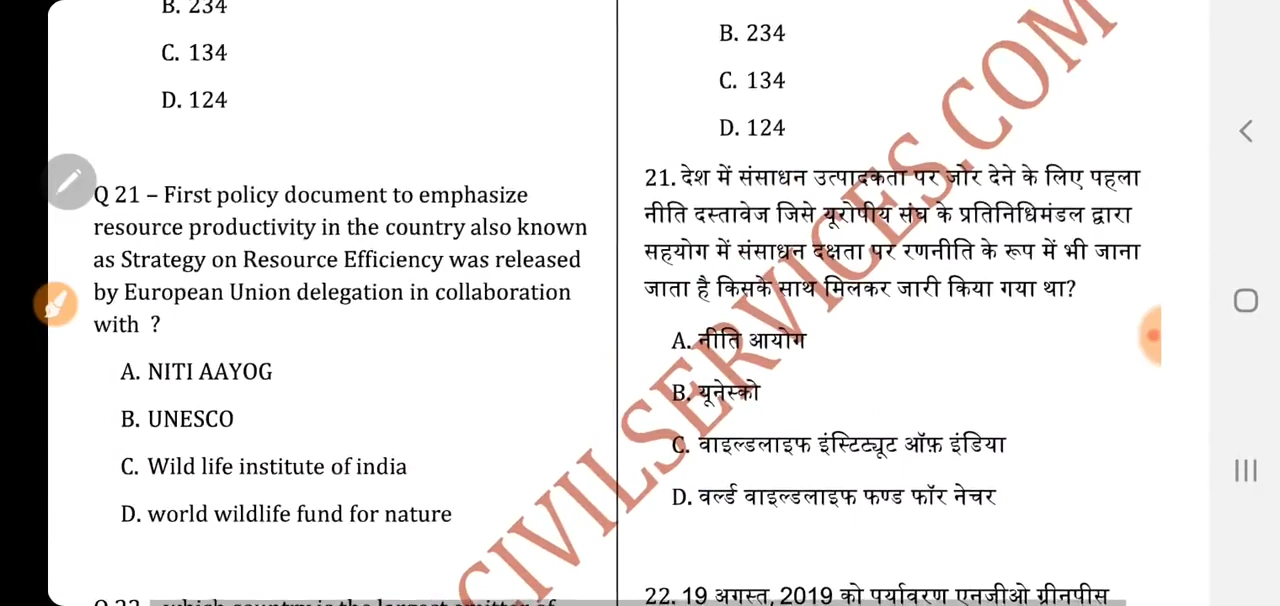 B. 234
C. 134
D. 124
Q 21 – First policy document to emphasize
resource productivity in the country also known
as Strategy on Resource Efficiency was released
by European Union delegation in collaboration
with ?
A. NITI AAYOG
B. UNESCO
C. Wild life institute of india
D. world wildlife fund for nature
B. 234
C. 134
D. 124
21. देश में संसाधन उत्पादकता पर जोर देने के लिए पहला
नीति दस्तावेज जिसे यूरोपीय संघ के प्रतिनिधिमंडल द्वारा
सहयोग में संसाधन दक्षता पर रणनीति के रूप में भी जाना
जाता है किसके साथ मिलकर जारी किया गया था?
A. नीति आयोग
B. यूनेस्को
C. वाइल्डलाइफ इंस्टिट्यूट ऑफ़ इंडिया
D. वर्ल्ड वाइल्डलाइफ फण्ड फॉर नेचर
22. 19 अगस्त, 2019 को पर्यावरण एनजीओ ग्रीनपीस
CIVILSERVICES.COM